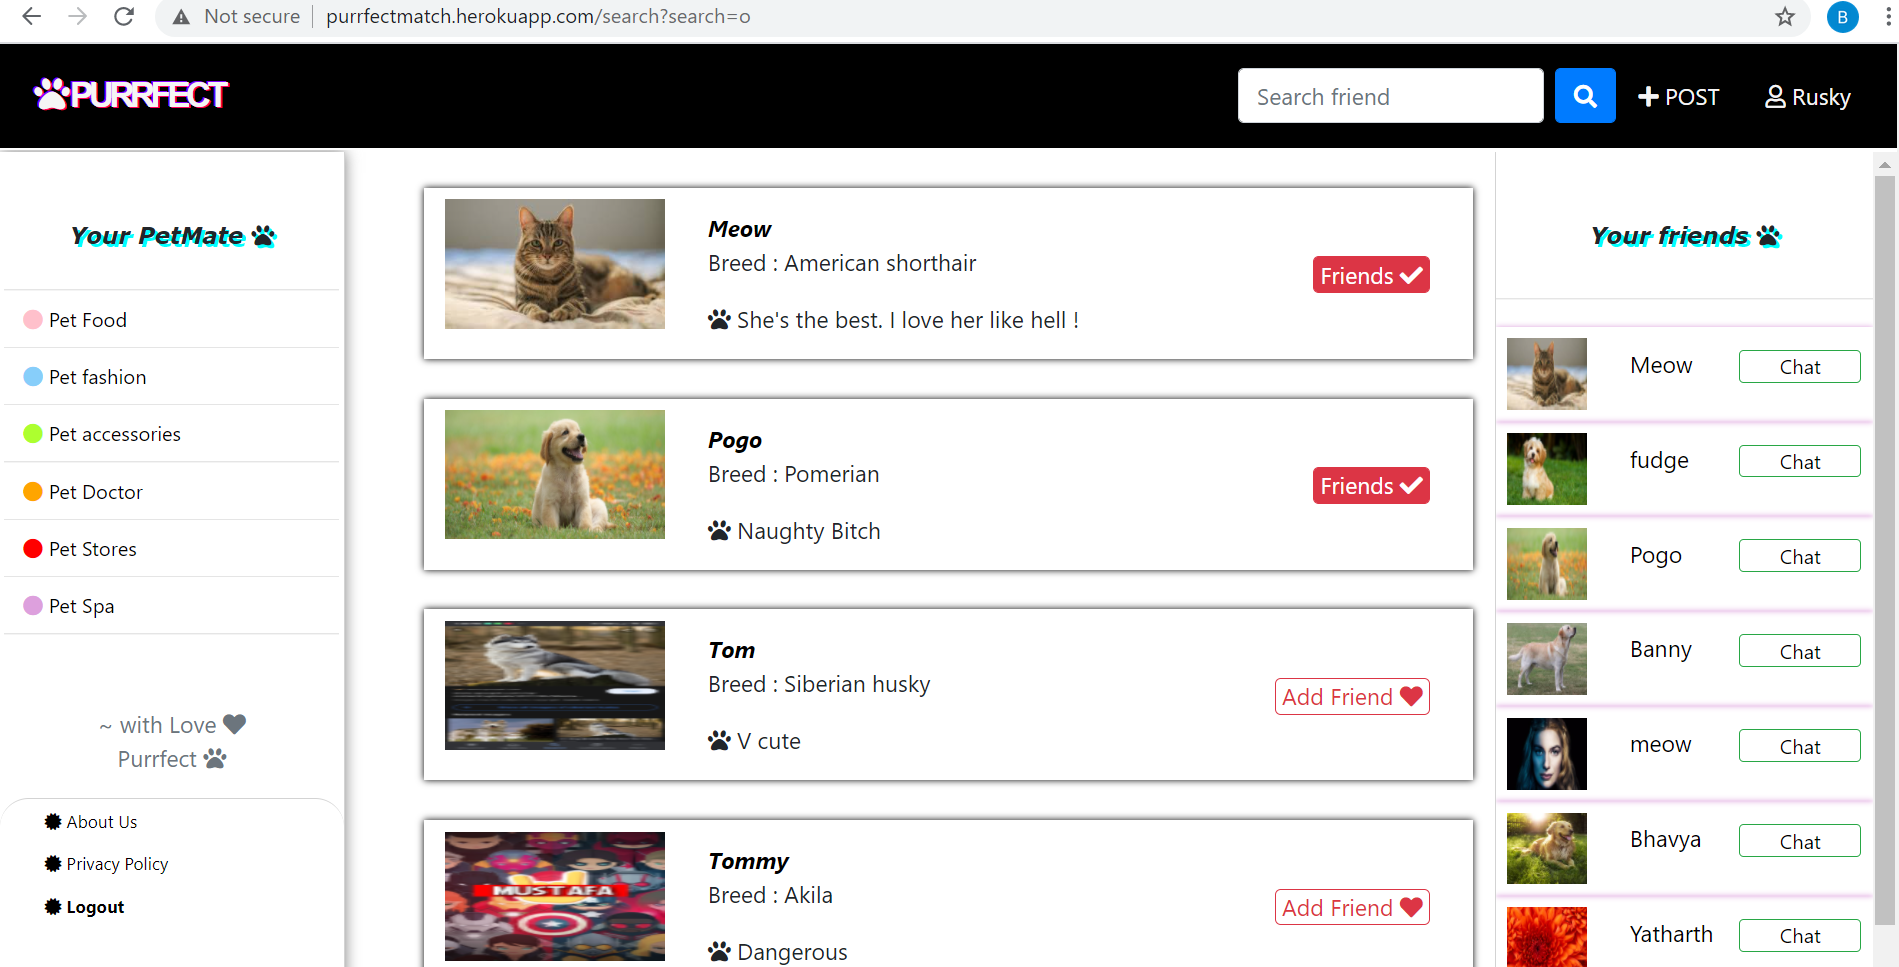 Not secure | purrfectmatch.herokuapp.com/search?search=o
B
PURRFECT
Search friend
POST
Rusky
Your PetMate
Pet Food
Pet fashion
Pet accessories
Pet Doctor
Pet Stores
Pet Spa
~ with Love
Purrfect
About Us
Privacy Policy
Logout
Meow
Breed : American shorthair
She's the best. I love her like hell !
Friends
Pogo
Breed : Pomerian
Naughty Bitch
Friends
Tom
Breed : Siberian husky
V cute
Add Friend
MUSTAFA
Tommy
Breed : Akila
Dangerous
Add Friend
Your friends
Meow Chat
fudge Chat
Pogo Chat
Banny Chat
meow Chat
Bhavya Chat
Yatharth Chat